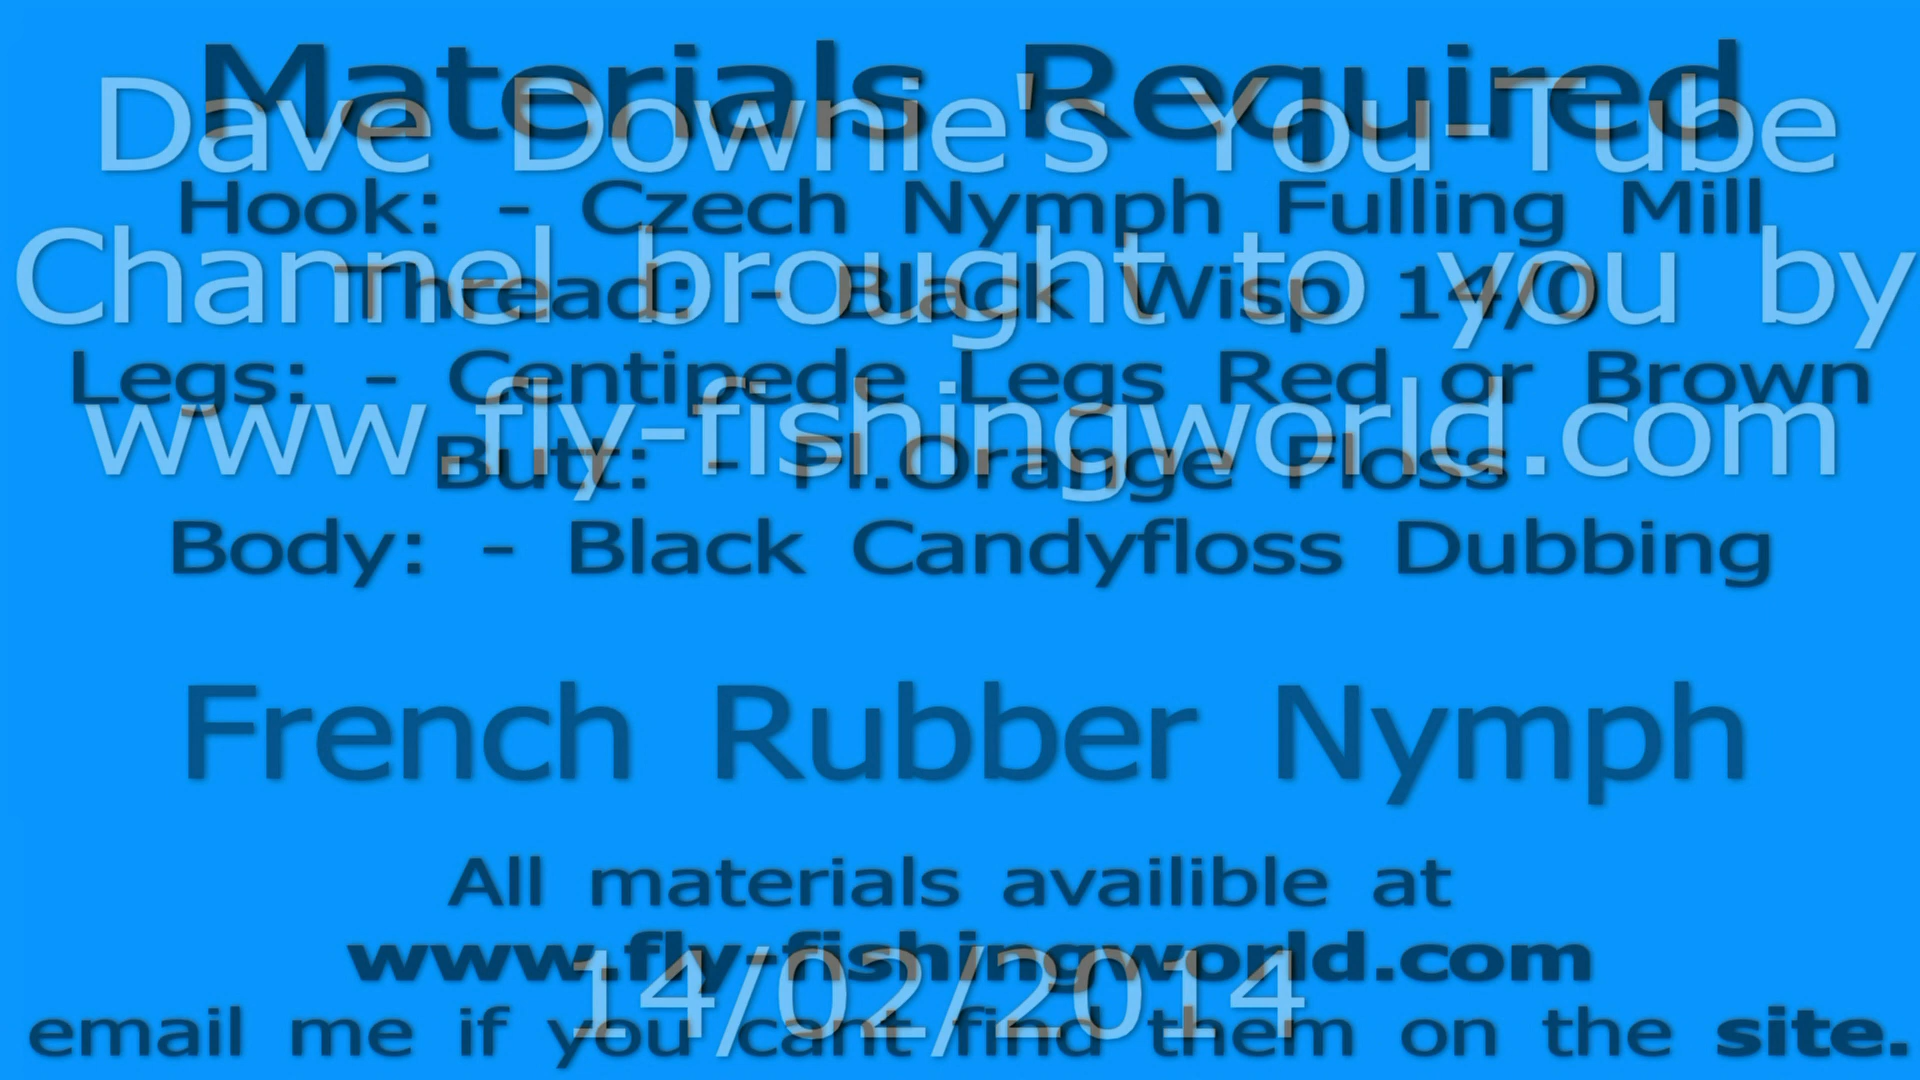 Materials Required
Dave Downie's You-Tube
Hook: - Czech Nymph Fulling Mill
Channel brought to you by
Thread: - Black Wisp 14/0
Legs: - Centipede Legs Red or Brown
www.fly-fishingworld.com
Butt: - Fl.Orange Floss
Body: - Black Candyfloss Dubbing
French Rubber Nymph
All materials availible at
www.fly-fishingworld.com
14/02/2014
email me if you cant find them on the site.